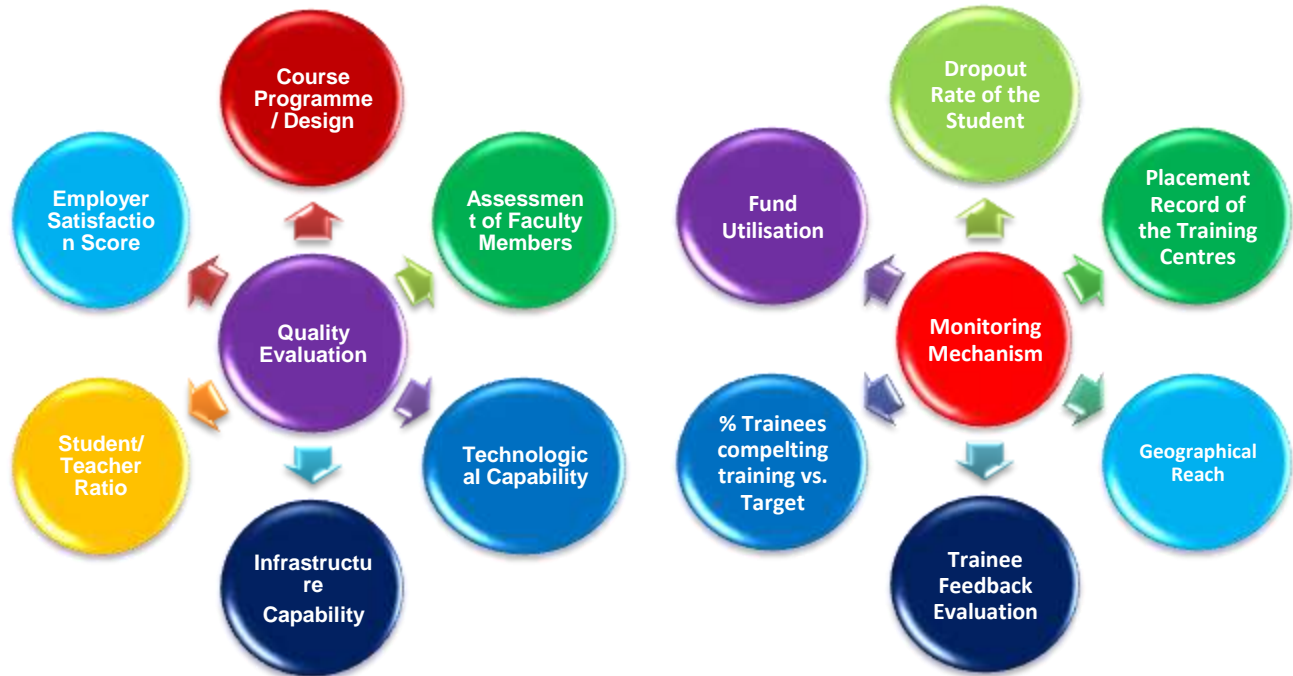 Course
Programme
/ Design
Employer
Satisfactio
n Score
Assessmen
t of Faculty
Members
Quality
Evaluation
Student/
Teacher
Ratio
Technologic
al Capability
Infrastructu
re
Capability
Dropout
Rate of the
Student
Fund
Utilisation
Placement
Record of
the Training
Centres
Monitoring
Mechanism
% Trainees
compelting
training vs.
Target
Geographical
Reach
Trainee
Feedback
Evaluation